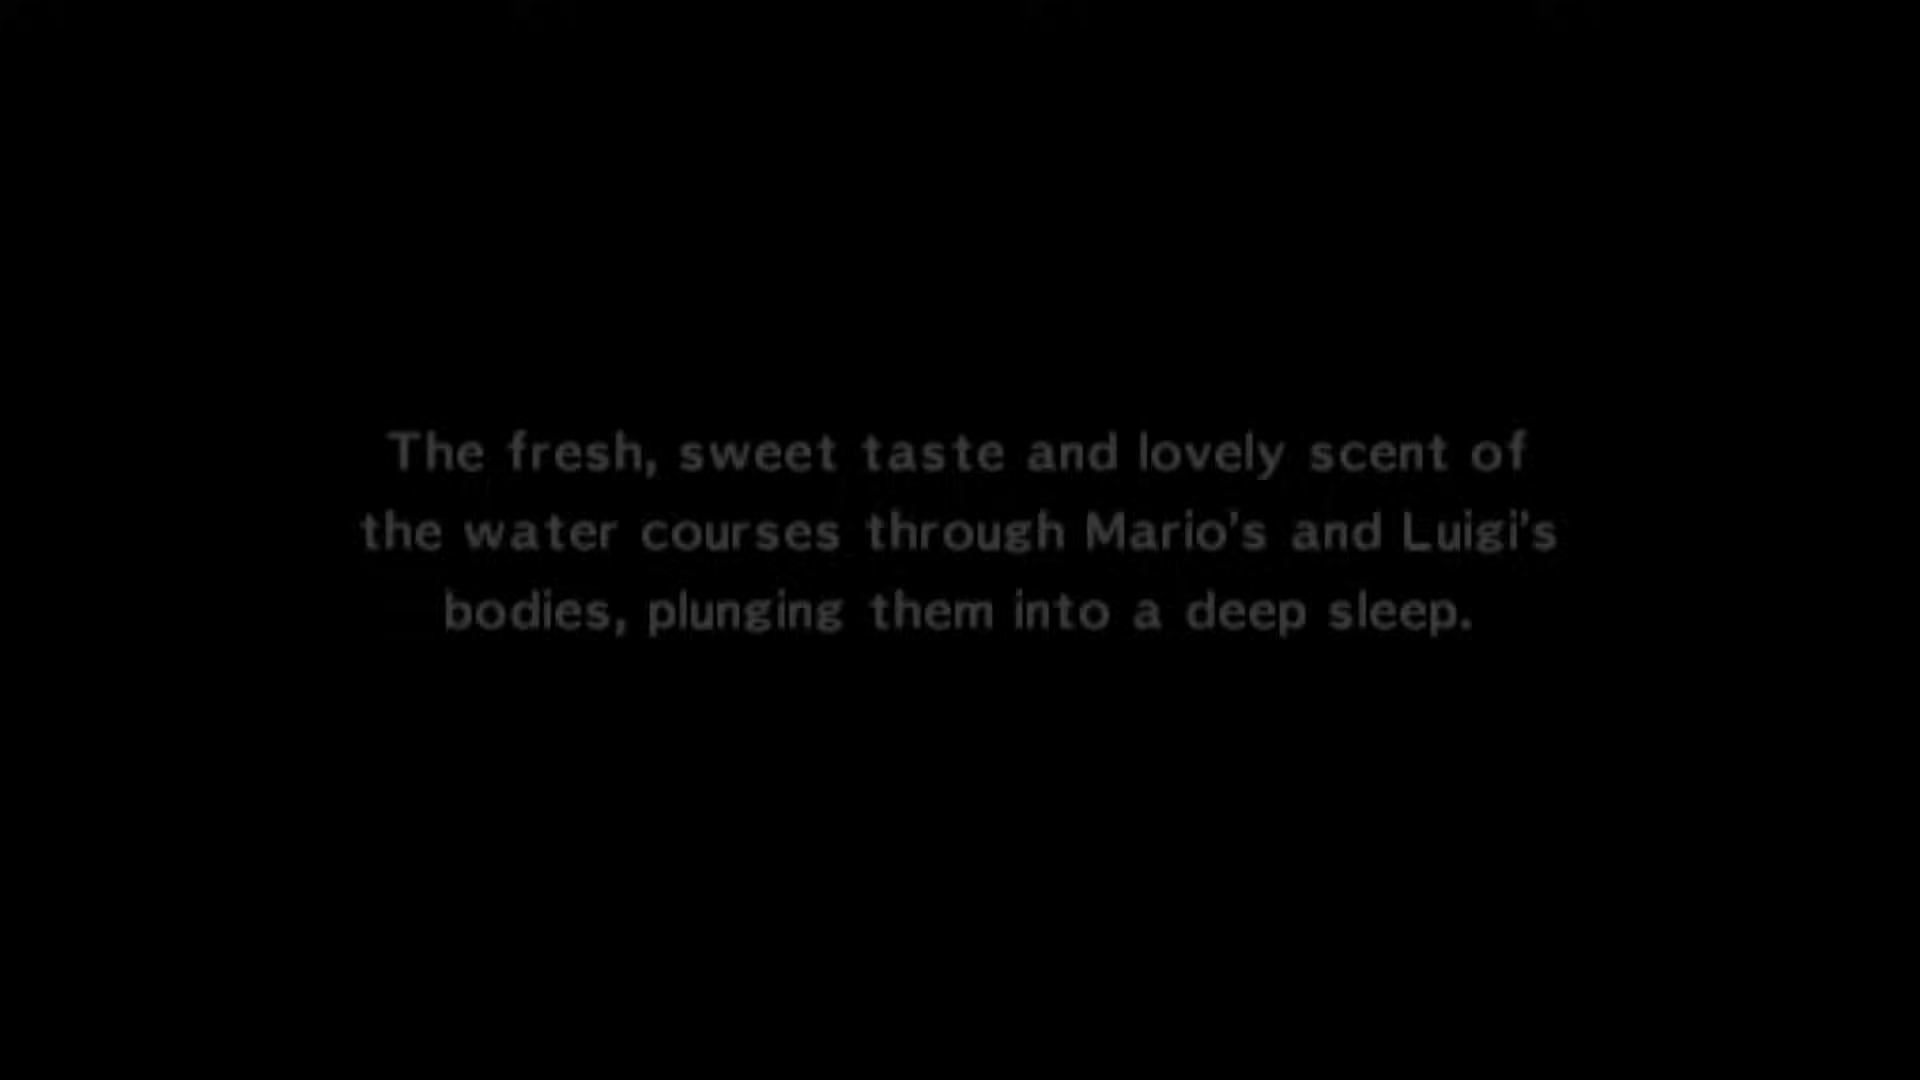 The fresh, sweet taste and lovely scent of
the water courses through Mario's and Luigi's
bodies, plunging them into a deep sleep.